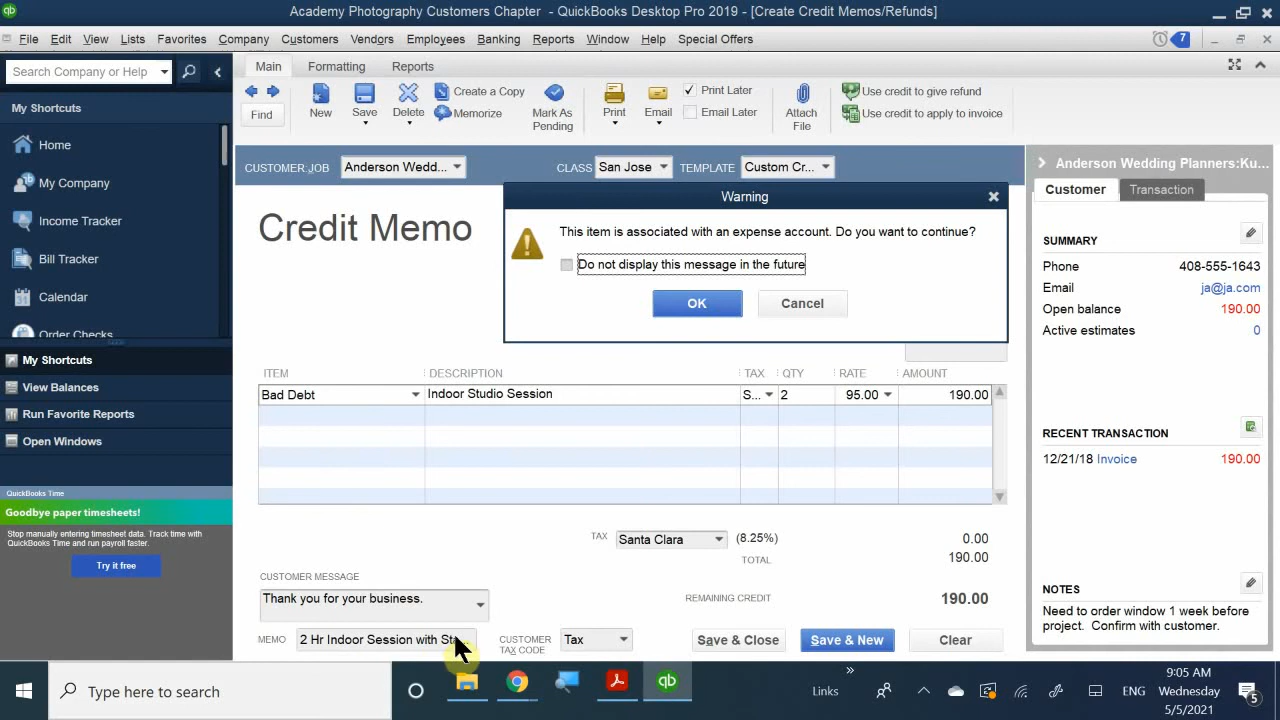 Academy Photography Customers Chapter - QuickBooks Desktop Pro 2019 - [Create Credit Memos/Refunds]
File Edit View Lists Favorites Company Customers Vendors Employees Banking Reports Window Help Special Offers
7
Search Company or Help
My Shortcuts
Home
My Company
Income Tracker
Bill Tracker
Calendar
Order Checks
My Shortcuts
View Balances
Run Favorite Reports
Open Windows
QuickBooks Time
Goodbye paper timesheets!
Stop manually entering timesheet data. Track time with
QuickBooks Time and run payroll faster.
Try it free
Main Formatting Reports
Find
New
Save
Delete
Create a Copy
Memorize
Mark As
Pending
Print
Email
Print Later
Email Later
Attach
File
Use credit to give refund
Use credit to apply to invoice
CUSTOMER:JOB Anderson Wedd... CLASS San Jose TEMPLATE Custom Cr...
Credit Memo
Warning
This item is associated with an expense account. Do you want to continue?
Do not display this message in the future
OK Cancel
ITEM DESCRIPTION TAX QTY RATE AMOUNT
Bad Debt Indoor Studio Session S... 2 95.00 190.00
TAX Santa Clara (8.25%) 0.00
TOTAL 190.00
CUSTOMER MESSAGE
Thank you for your business.
REMAINING CREDIT 190.00
MEMO 2 Hr Indoor Session with Sta
CUSTOMER
TAX CODE
Tax
Save & Close Save & New Clear
Anderson Wedding Planners:Ku...
Customer Transaction
SUMMARY
Phone 408-555-1643
Email ja@ja.com
Open balance 190.00
Active estimates 0
RECENT TRANSACTION
12/21/18 Invoice 190.00
NOTES
Need to order window 1 week before
project. Confirm with customer.
Type here to search
qb
Links
ENG
9:05 AM
Wednesday
5/5/2021
5